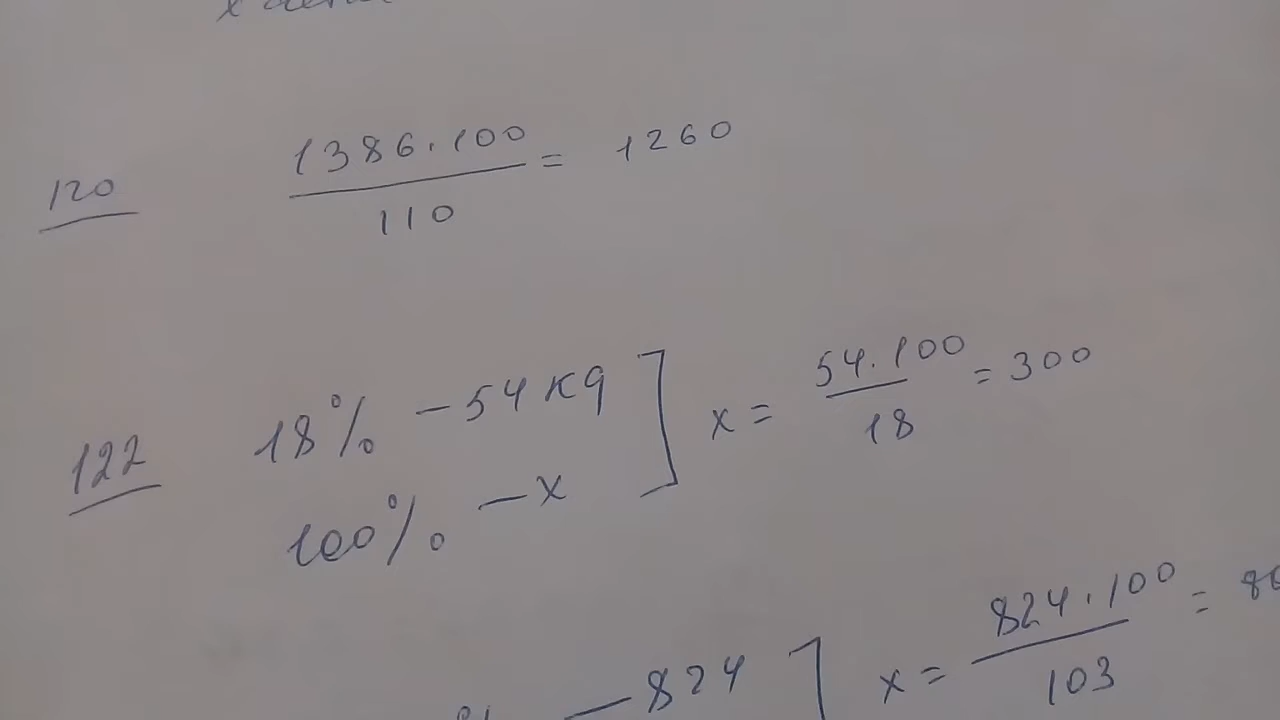 x
120 1386.100 / 110 = 1260
122 18% - 54 кg
100% - x
x = 54.100 / 18 = 300
% - 824
x = 824.100 / 103 =